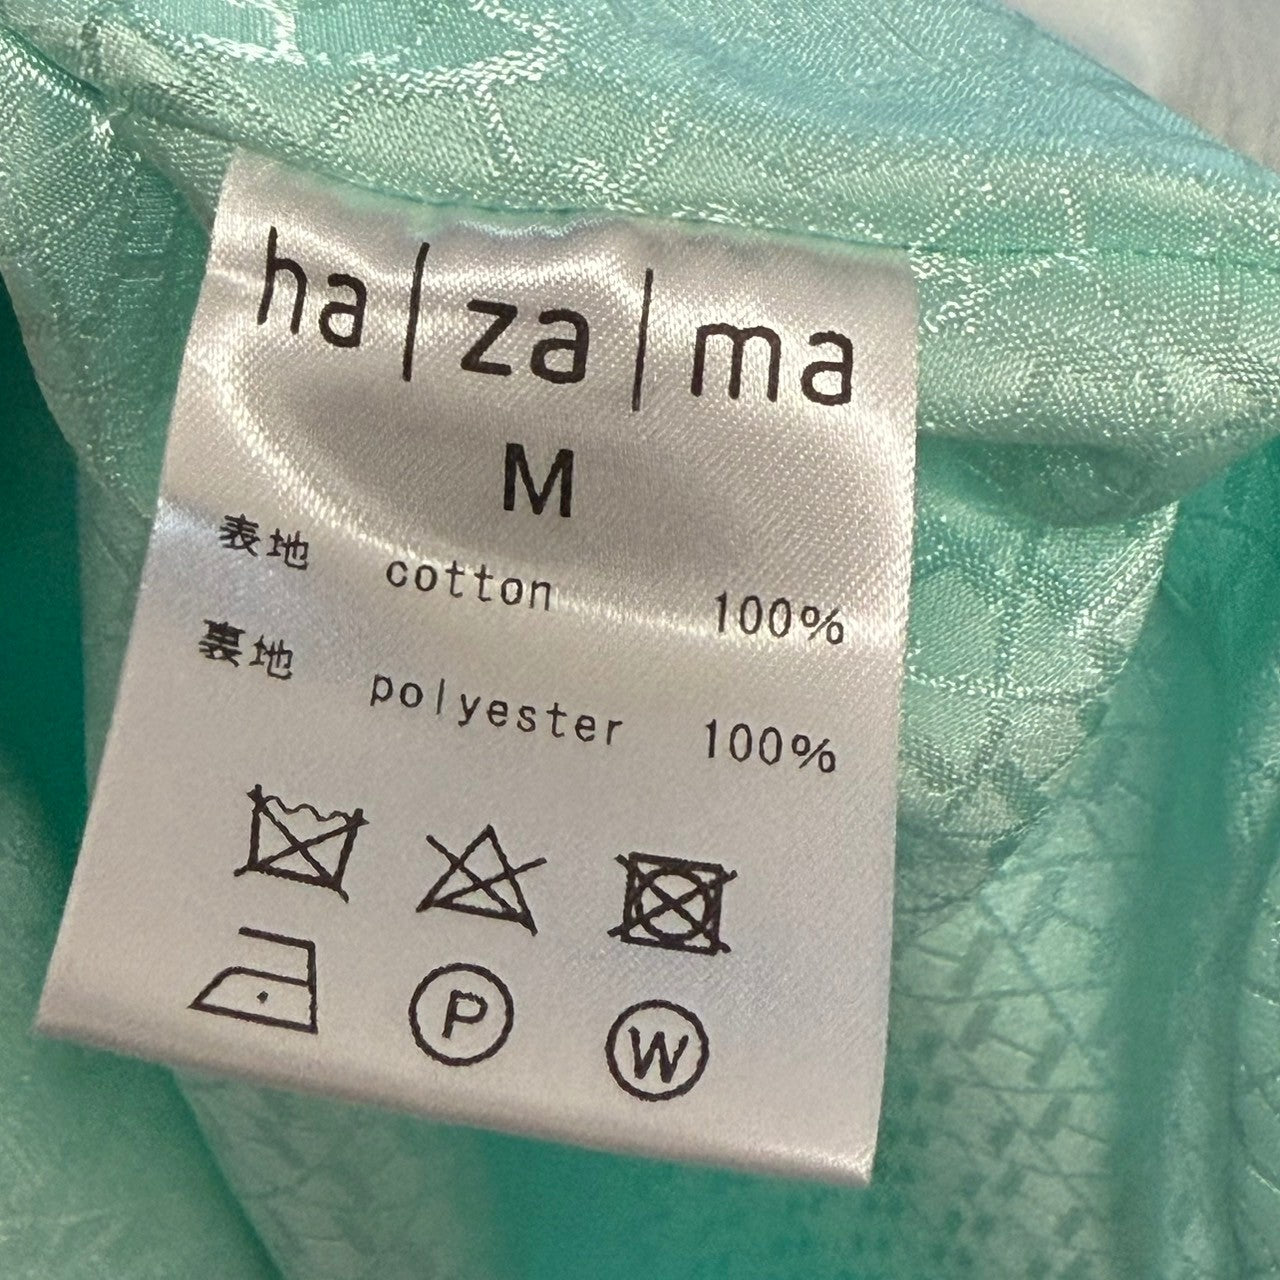 ha|za|ma
M
表地 cotton 100%
裏地 polyester 100%
P W